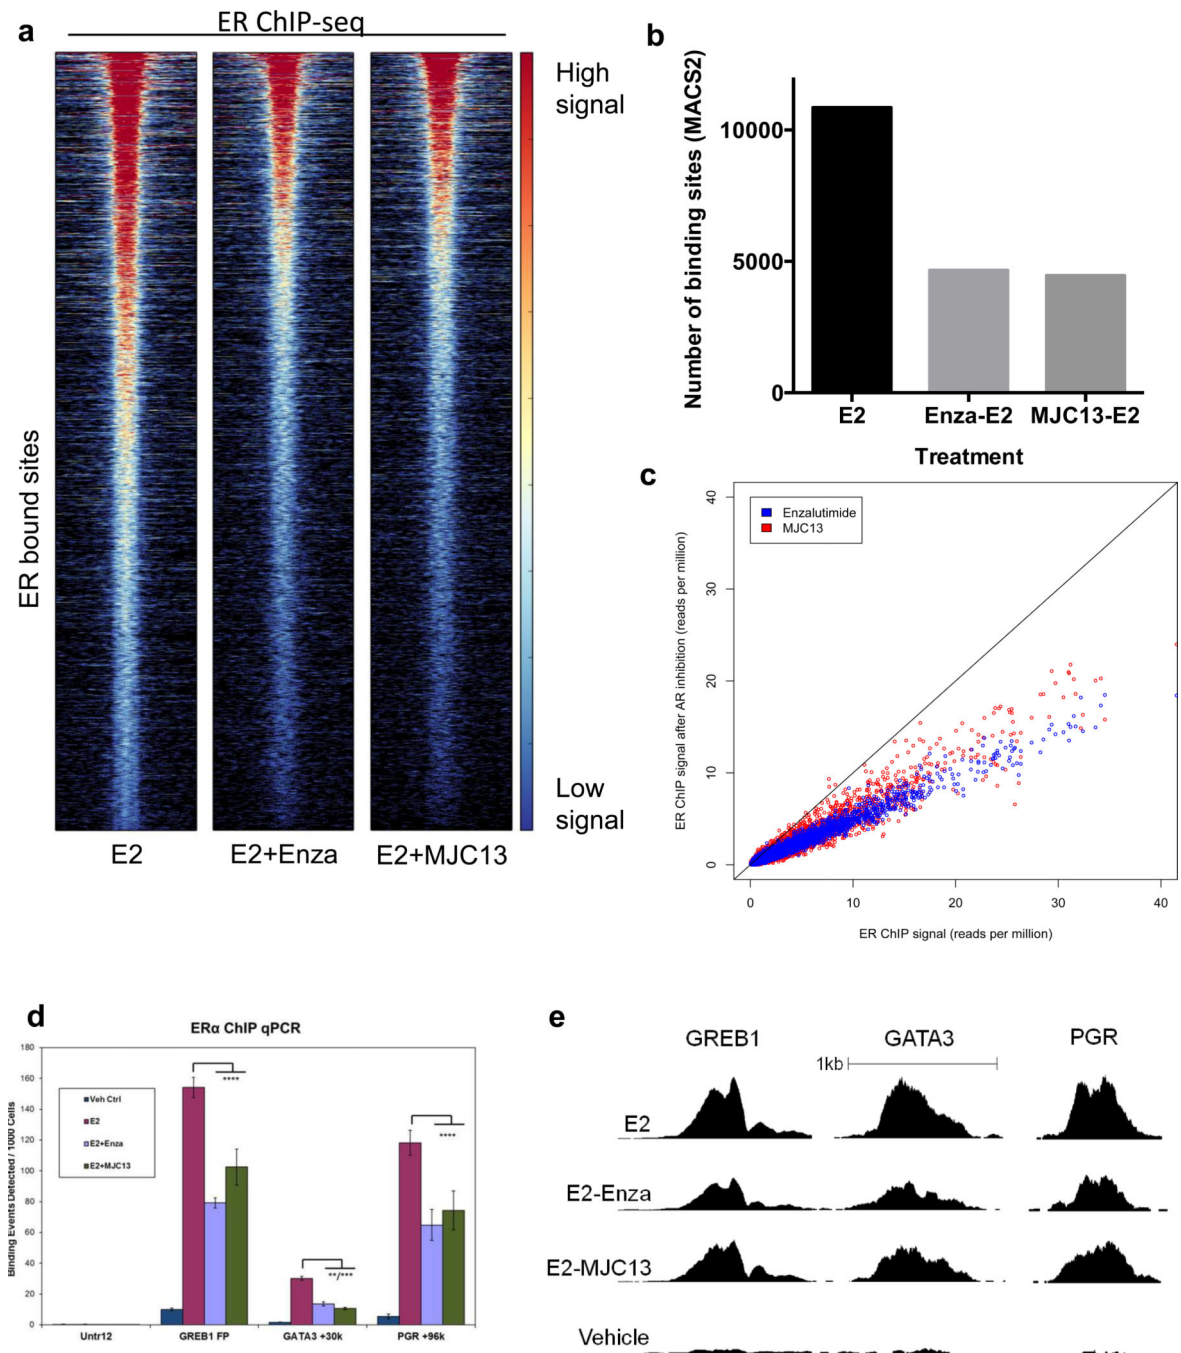 a
ER ChIP-seq
High
signal
Low
signal
ER bound sites
E2
E2+Enza
E2+MJC13
b
Number of binding sites (MACS2)
10000
5000
0
E2
Enza-E2
MJC13-E2
Treatment
c
Enzalutimide
MJC13
ER ChIP signal after AR inhibition (reads per million)
40
30
20
10
0
0
10
20
30
40
ER ChIP signal (reads per million)
d
ERα ChIP qPCR
Binding Events Detected / 1000 Cells
180
160
140
120
100
80
60
40
20
0
Veh Ctrl
E2
E2+Enza
E2+MJC13
****
**/***
****
Untr12
GREB1 FP
GATA3 +30k
PGR +96k
e
GREB1
GATA3
PGR
1kb
E2
E2-Enza
E2-MJC13
Vehicle